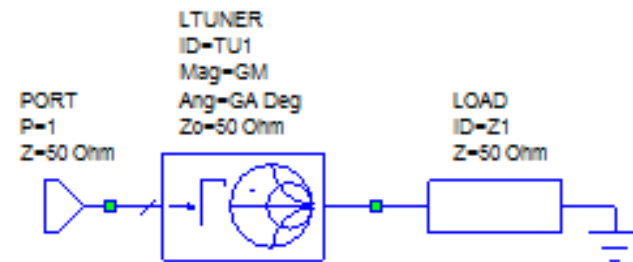 LTUNER
ID=TU1
Mag=GM
Ang=GA Deg
Zo=50 Ohm
PORT
P=1
Z=50 Ohm
LOAD
ID=Z1
Z=50 Ohm